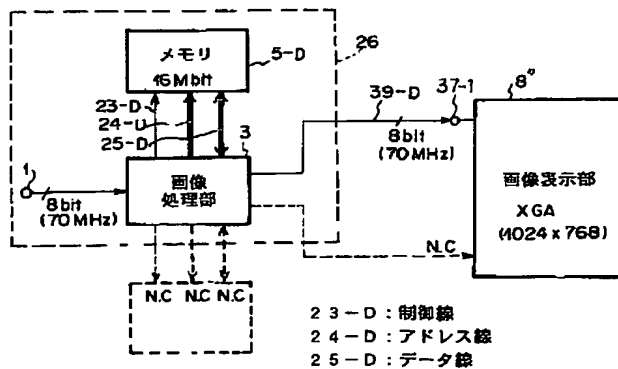 メモリ
16Mbit
5-D
26
23-D
24-D
25-D
3
39-D
37-1
8"
1
8bit
(70MHz)
画像
処理部
8bit
(70MHz)
画像表示部
XGA
(1024x768)
N.C
N.C N.C N.C
23-D:制御線
24-D:アドレス線
25-D:データ線